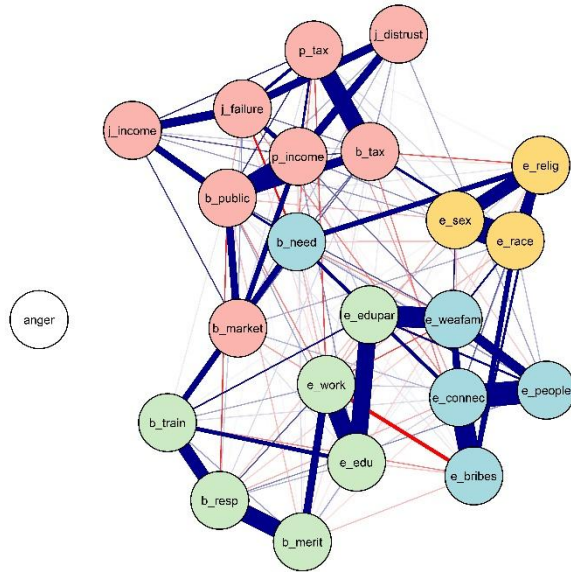 j_distrust
p_tax
j_failure
j_income
p_income
b_tax
e_relig
b_public
e_sex
e_race
b_need
anger
b_market
e_edupar
e_weafam
e_work
e_connec
e_people
b_train
e_edu
e_bribes
b_resp
b_merit